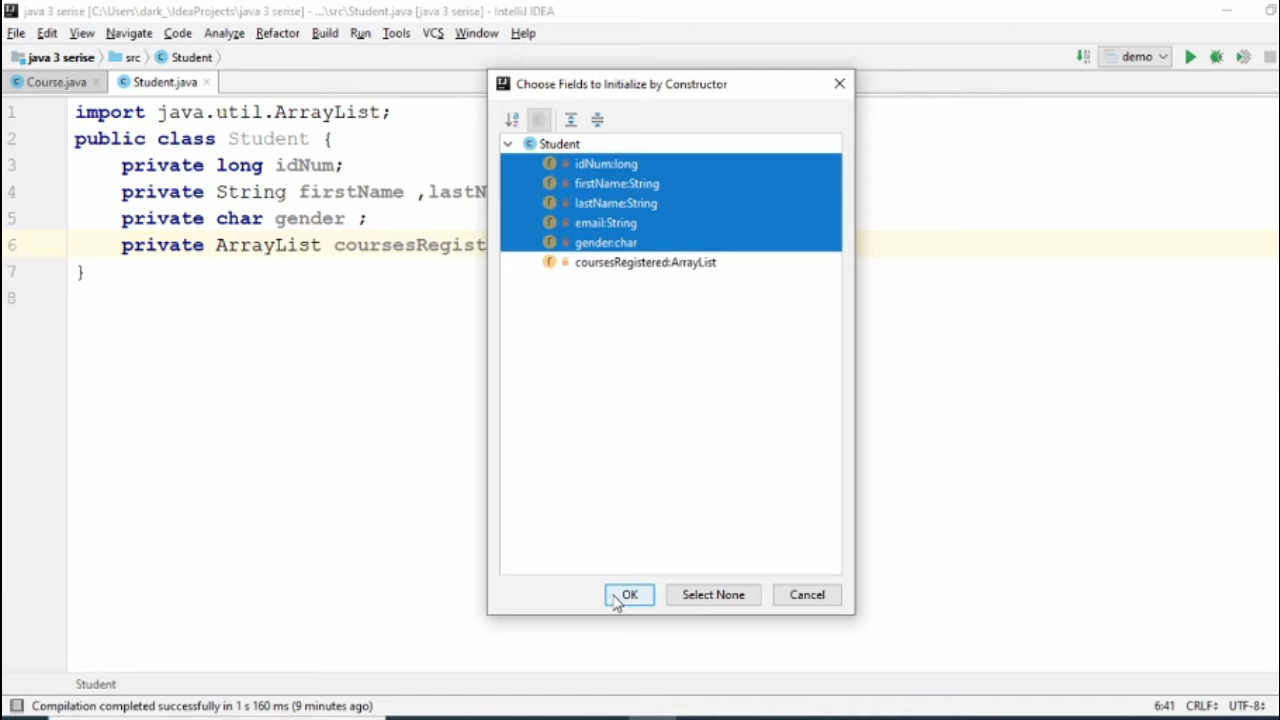 java 3 serise [C:\Users\dark_\IdeaProjects\java 3 serise] - ...\src\Student.java [java 3 serise] - IntelliJ IDEA
File Edit View Navigate Code Analyze Refactor Build Run Tools VCS Window Help
java 3 serise src Student demo
Course.java Student.java
1 import java.util.ArrayList;
2 public class Student {
3 private long idNum;
4 private String firstName ,lastN
5 private char gender ;
6 private ArrayList coursesRegist
7 }
8
Choose Fields to Initialize by Constructor
Student
idNum:long
firstName:String
lastName:String
email:String
gender:char
coursesRegistered:ArrayList
OK Select None Cancel
Student
Compilation completed successfully in 1 s 160 ms (9 minutes ago) 6:41 CRLF UTF-8